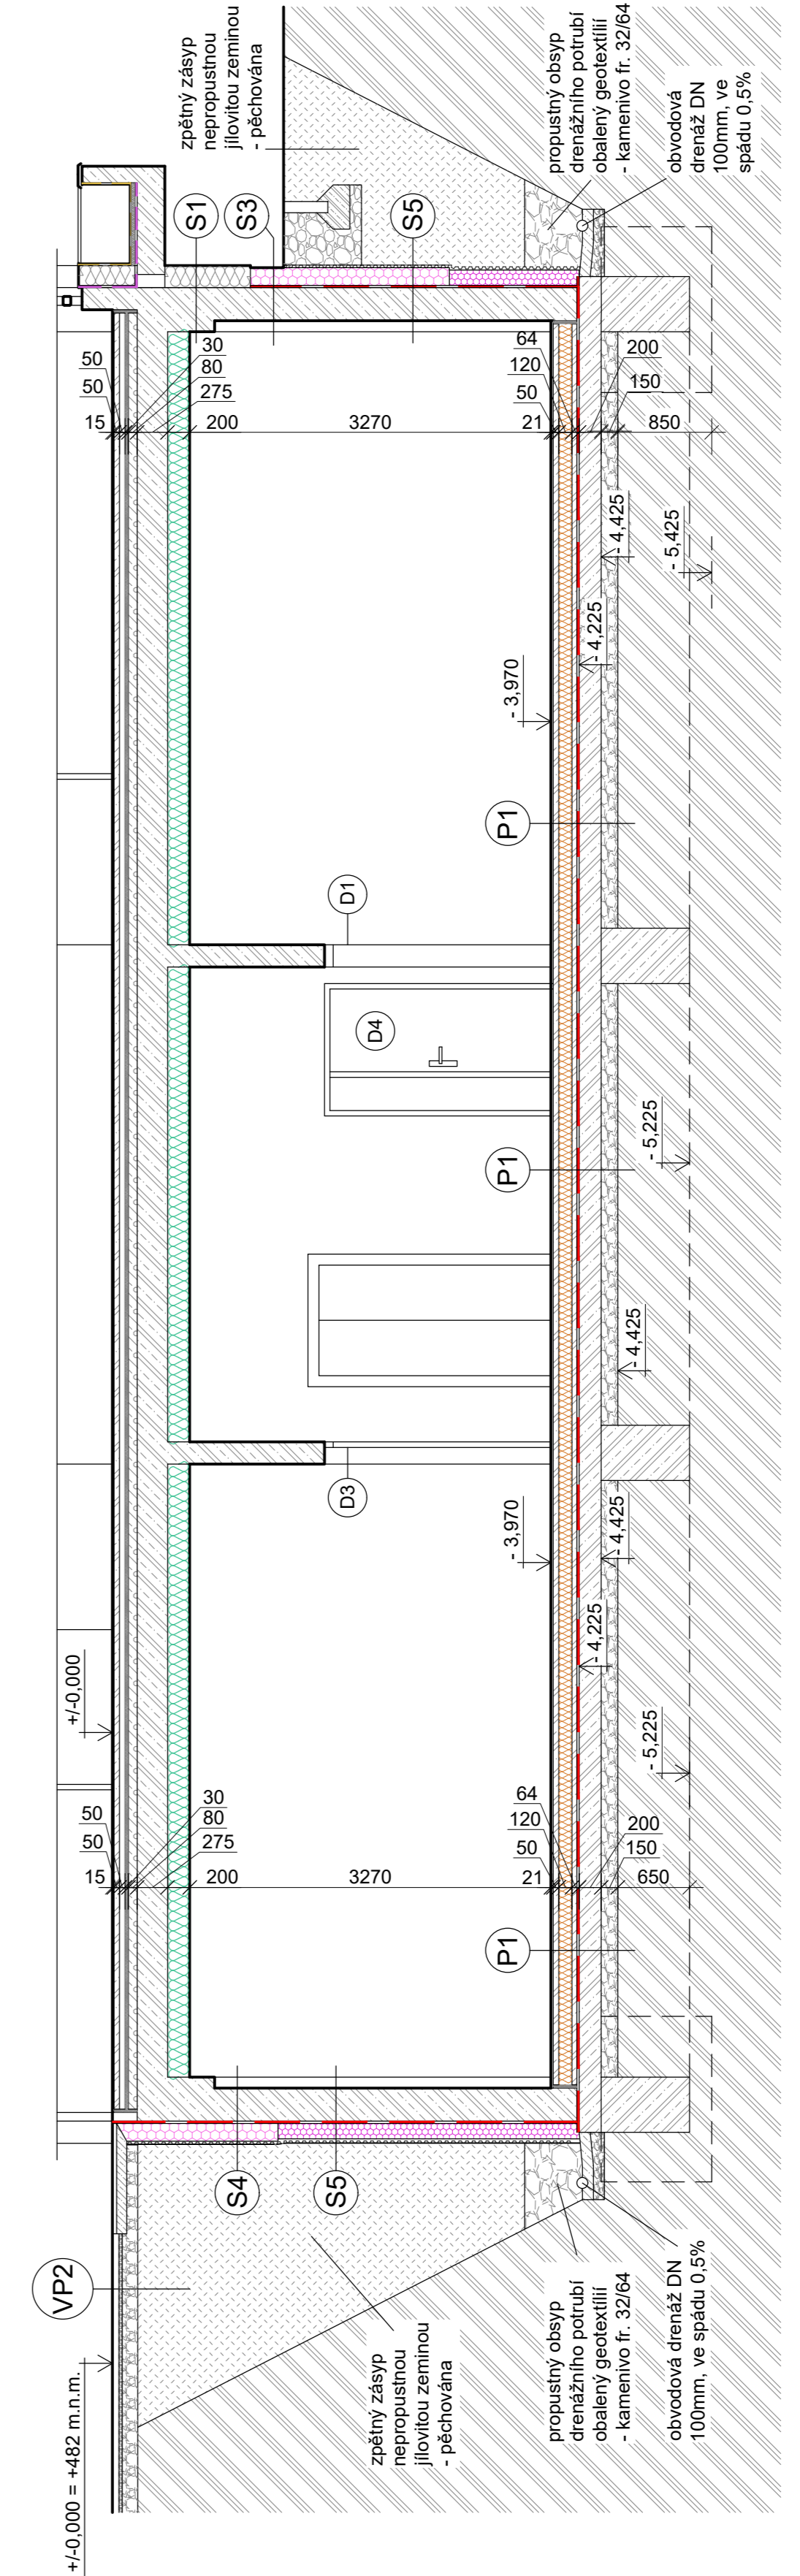 zpětný zásyp
nepropustnou
jílovitou zeminou
- pěchována
propustný obsyp
drenážního potrubí
obalený geotextílií
- kamenivo fr. 32/64
obvodová
drenáž DN
100mm, ve
spádu 0,5%
S1
S3
S5
50
50
15
30
80
275
200
3270
64
120
50
21
200
150
850
- 4,425
- 5,425
- 4,225
- 3,970
P1
D1
D4
P1
- 5,225
- 4,425
D3
- 3,970
- 4,425
- 4,225
- 5,225
+/-0,000
50
50
15
30
80
275
200
3270
64
120
50
21
200
150
650
P1
S4
S5
VP2
+/-0,000 = +482 m.n.m.
zpětný zásyp
nepropustnou
jílovitou zeminou
- pěchována
propustný obsyp
drenážního potrubí
obalený geotextílií
- kamenivo fr. 32/64
obvodová drenáž DN
100mm, ve spádu 0,5%